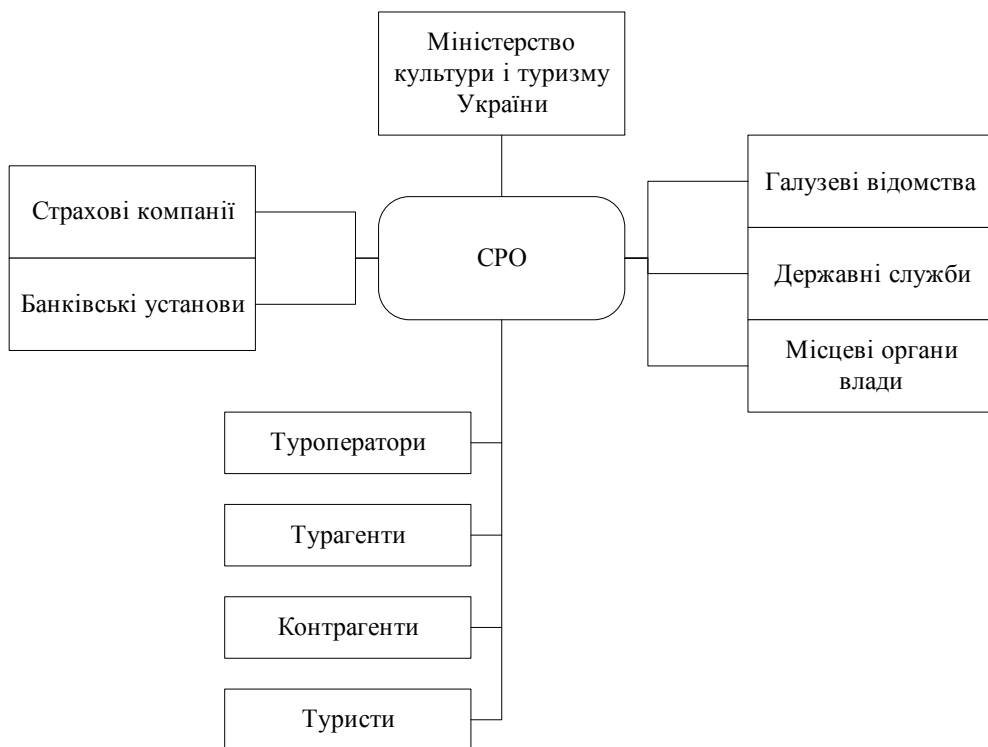 Міністерство
культури і туризму
України
Страхові компанії
Банківські установи
СРО
Галузеві відомства
Державні служби
Місцеві органи
влади
Туроператори
Турагенти
Контрагенти
Туристи